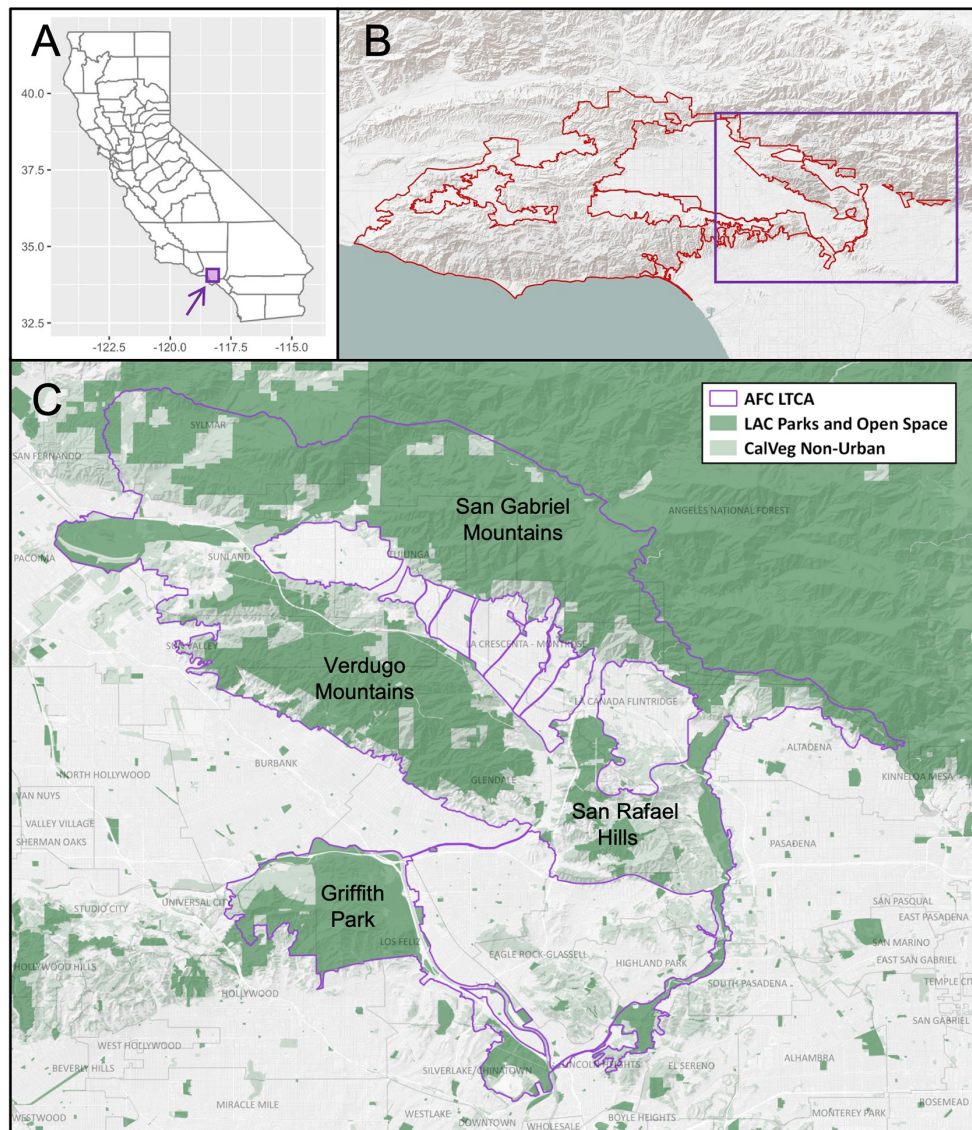 A
40.0
37.5
35.0
32.5
-122.5
-120.0
-117.5
-115.0
B
C
AFC LTCA
LAC Parks and Open Space
CalVeg Non-Urban
SYLMAR
SAN FERNANDO
San Gabriel
Mountains
ANGELES NATIONAL FOREST
PACOIMA
SUNLAND
TUJUNGA
SUN VALLEY
LA CRESCENTA - MONTROSE
Verdugo
Mountains
LA CANADA FLINTRIDGE
ALTADENA
BURBANK
NORTH HOLLYWOOD
GLENDALE
KINNELOA MESA
VAN NUYS
VALLEY VILLAGE
SHERMAN OAKS
San Rafael
Hills
PASADENA
Griffith
Park
STUDIO CITY
UNIVERSAL CITY
SAN PASQUAL
EAST PASADENA
LOS FELIZ
SAN MARINO
EAGLE ROCK-GLASSELL
HIGHLAND PARK
EAST SAN GABRIEL
HOLLYWOOD HILLS
TEMPLE CIT
SOUTH PASADENA
HOLLYWOOD
SAN GABRIEL
WEST HOLLYWOOD
ALHAMBRA
BEVERLY HILLS
SILVERLAKE/CHINATOWN
LINCOLN HEIGHTS
EL SERENO
MIRACLE MILE
ROSEMEAD
WESTWOOD
WESTLAKE
DOWNTOWN
WHOLESALE
BOYLE HEIGHTS
MONTEREY PARK